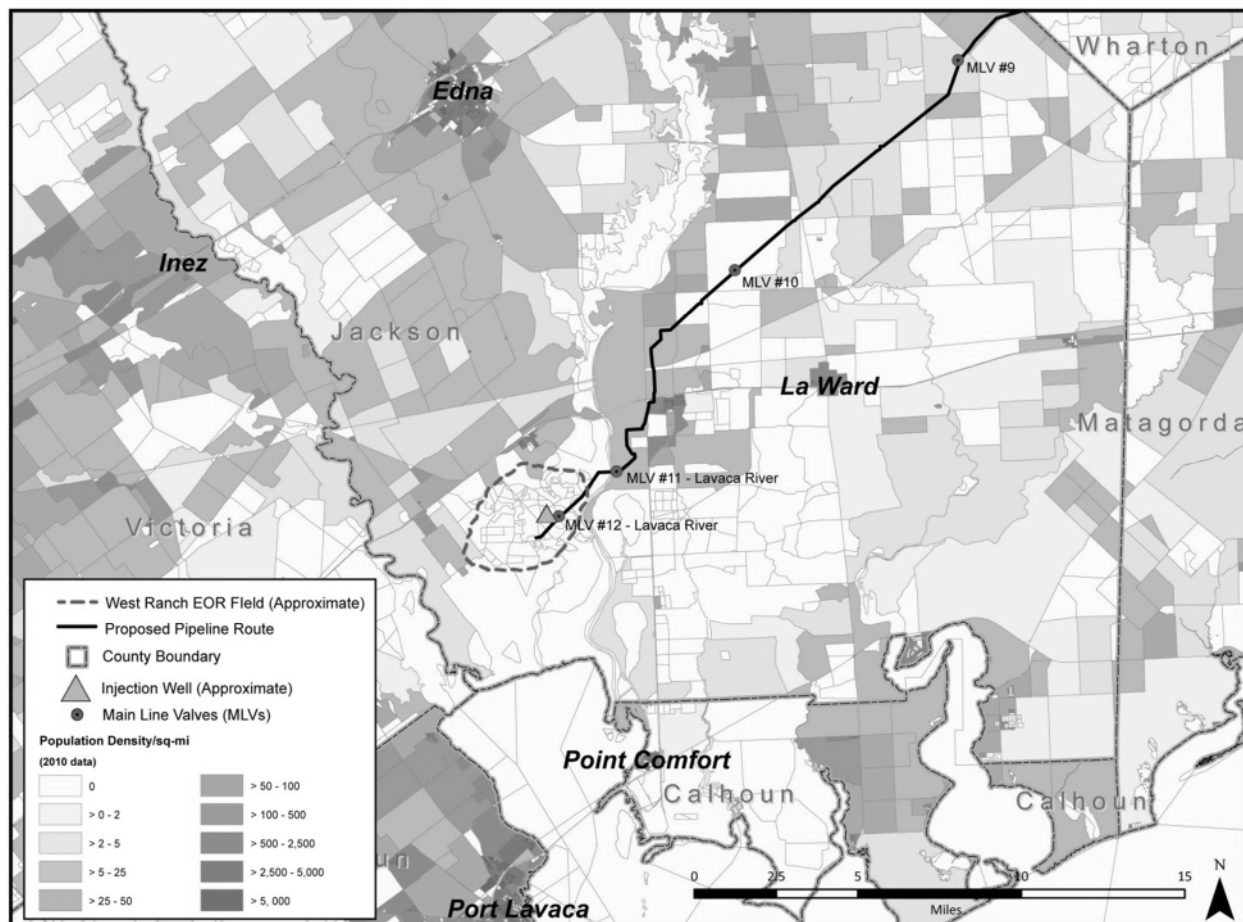 Wharton
MLV #9
Edna
Inez
MLV #10
Jackson
La Ward
Matagorda
MLV #11 - Lavaca River
Victoria
MLV #12 - Lavaca River
West Ranch EOR FIeld (Approximate)
Proposed Pipeline Route
County Boundary
Injection Well (Approximate)
Main Line Valves (MLVs)
Population Density/sq-mi
(2010 data)
0
> 0 - 2
> 2 - 5
> 5 - 25
> 25 - 50
> 50 - 100
> 100 - 500
> 500 - 2,500
> 2,500 - 5,000
> 5, 000
Point Comfort
Calhoun
Calhoun
un
Port Lavaca
0 2.5 5 10 15
Miles
N